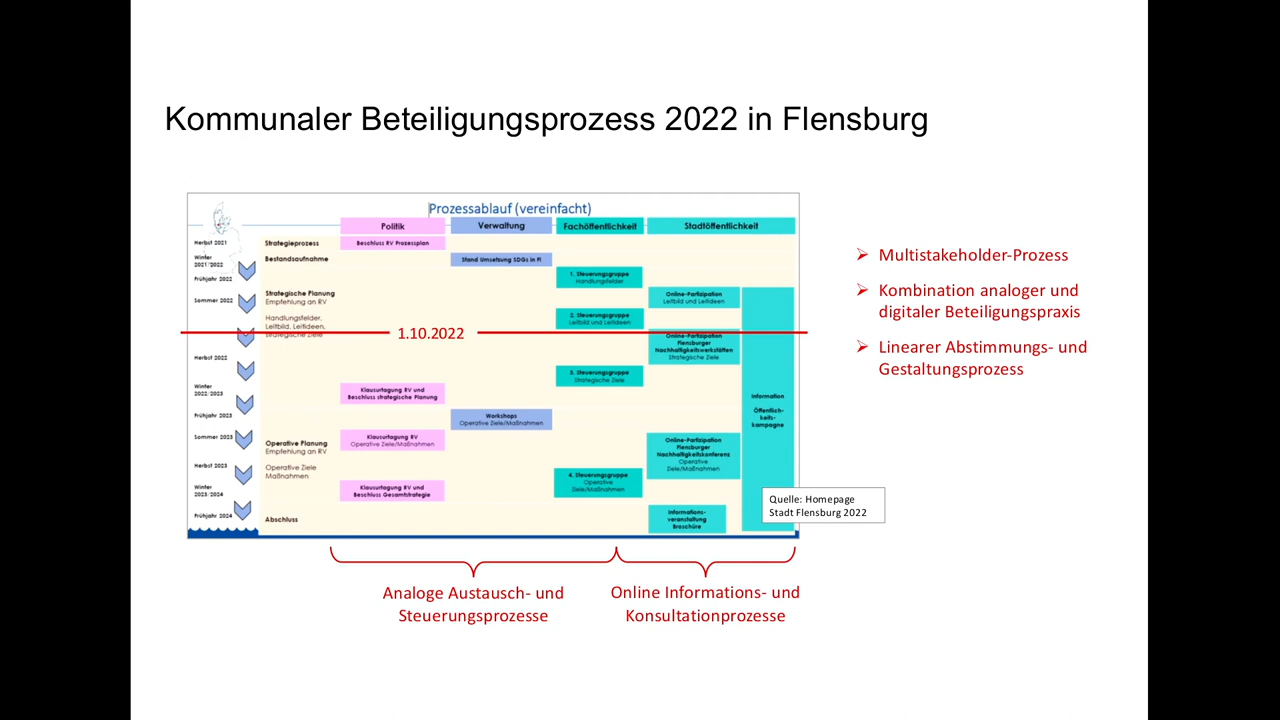 Kommunaler Beteiligungsprozess 2022 in Flensburg
Prozessablauf (vereinfacht)
Politik
Verwaltung
Fachöffentlichkeit
Stadtöffentlichkeit
Herbst 2021
Strategieprozess
Beschluss RV Prozessplan
Winter
2021/2022
Bestandsaufnahme
Stand Umsetzung SDGs in Fl
Frühjahr 2022
1. Steuerungsgruppe
Handlungsfelder
Sommer 2022
Strategische Planung
Empfehlung an RV
Online-Partizipation
Leitbild und Leitideen
Handlungsfelder,
Leitbild, Leitideen,
strategische Ziele
2. Steuerungsgruppe
Leitbild und Leitideen
1.10.2022
Online-Partizipation
Flensburger
Nachhaltigkeitswerkstätten
Strategische Ziele
Herbst 2022
3. Steuerungsgruppe
Strategische Ziele
Winter
2022/2023
Klausurtagung RV und
Beschluss strategische Planung
Information
Öffentlich-
keits-
kampagne
Frühjahr 2023
Workshops
Operative Ziele/Maßnahmen
Sommer 2023
Operative Planung
Empfehlung an RV
Klausurtagung RV
Operative Ziele/Maßnahmen
Online-Partizipation
Flensburger
Nachhaltigkeitskonferenz
Operative
Ziele/Maßnahmen
Herbst 2023
Operative Ziele
Maßnahmen
4. Steuerungsgruppe
Operative
Ziele/Maßnahmen
Winter
2023/2024
Klausurtagung RV und
Beschluss Gesamtstrategie
Frühjahr 2024
Abschluss
Informations-
veranstaltung
Broschüre
Quelle: Homepage
Stadt Flensburg 2022
Multistakeholder-Prozess
Kombination analoger und
digitaler Beteiligungspraxis
Linearer Abstimmungs- und
Gestaltungsprozess
Analoge Austausch- und
Steuerungsprozesse
Online Informations- und
Konsultationprozesse